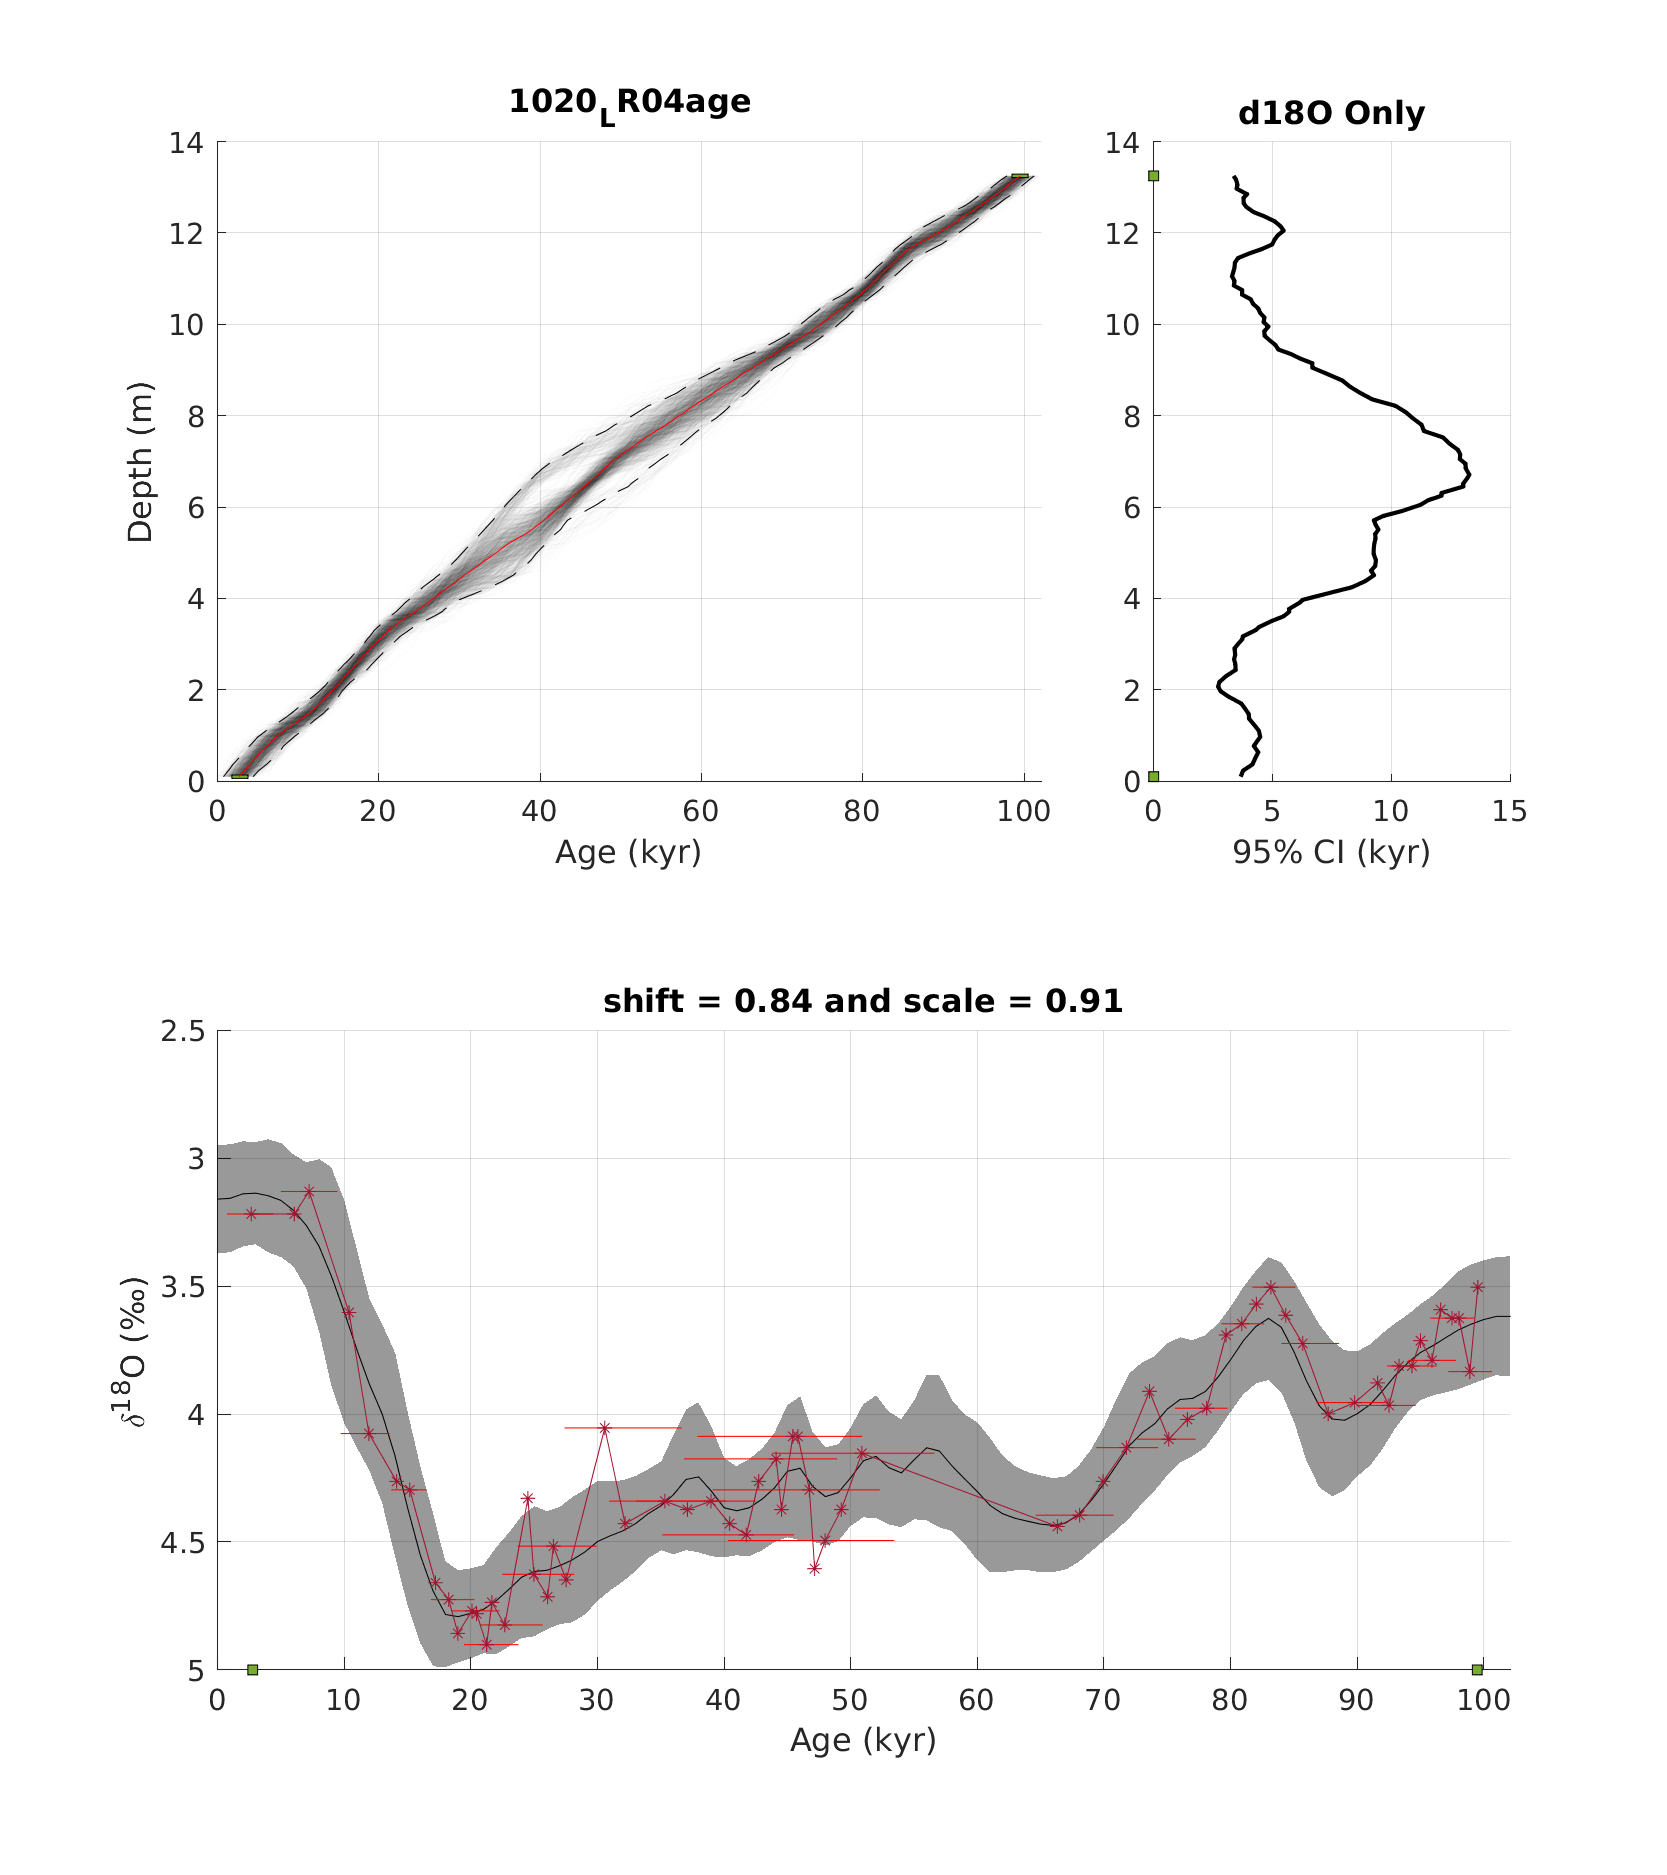 1020LR04age
d18O Only
14
12
10
8
6
4
2
0
Depth (m)
0 20 40 60 80 100
Age (kyr)
14
12
10
8
6
4
2
0
0 5 10 15
95% CI (kyr)
shift = 0.84 and scale = 0.91
2.5
3
3.5
4
4.5
5
δ18O (‰)
0 10 20 30 40 50 60 70 80 90 100
Age (kyr)